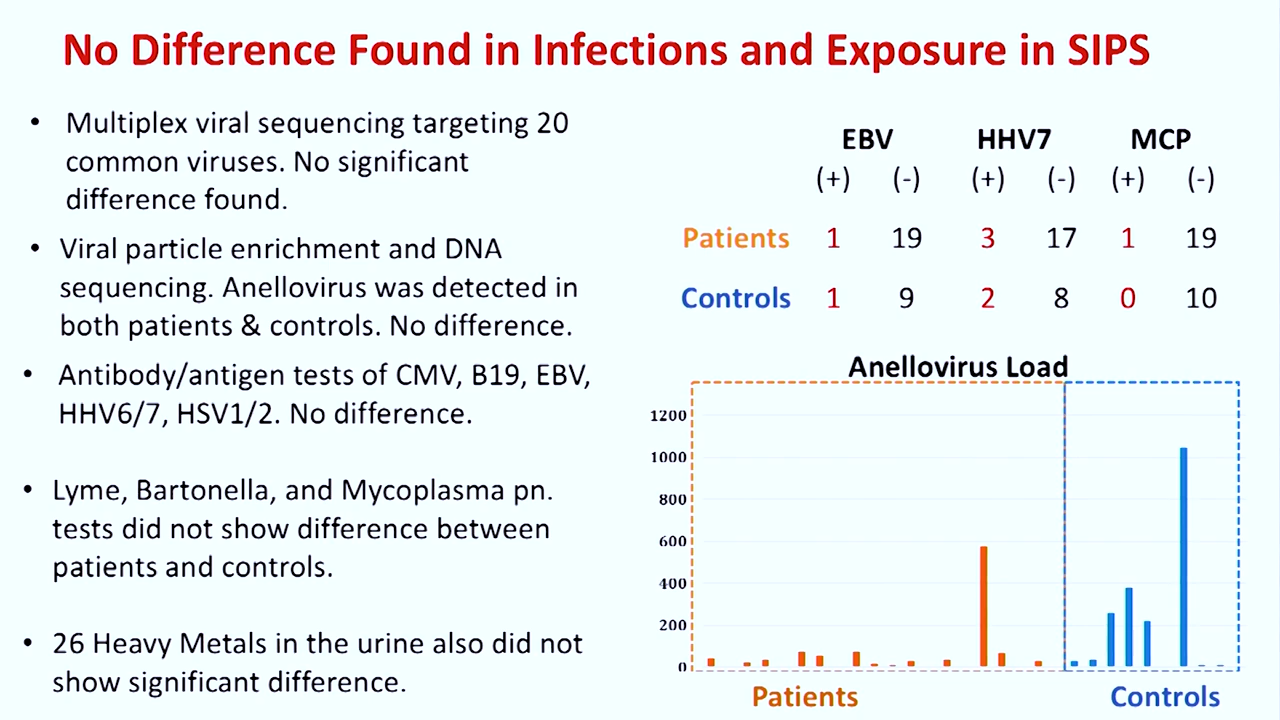 No Difference Found in Infections and Exposure in SIPS
• Multiplex viral sequencing targeting 20
common viruses. No significant
difference found.
• Viral particle enrichment and DNA
sequencing. Anellovirus was detected in
both patients & controls. No difference.
• Antibody/antigen tests of CMV, B19, EBV,
HHV6/7, HSV1/2. No difference.
• Lyme, Bartonella, and Mycoplasma pn.
tests did not show difference between
patients and controls.
• 26 Heavy Metals in the urine also did not
show significant difference.
EBV HHV7 MCP
(+) (-) (+) (-) (+) (-)
Patients 1 19 3 17 1 19
Controls 1 9 2 8 0 10
Anellovirus Load
1200
1000
800
600
400
200
0
Patients Controls